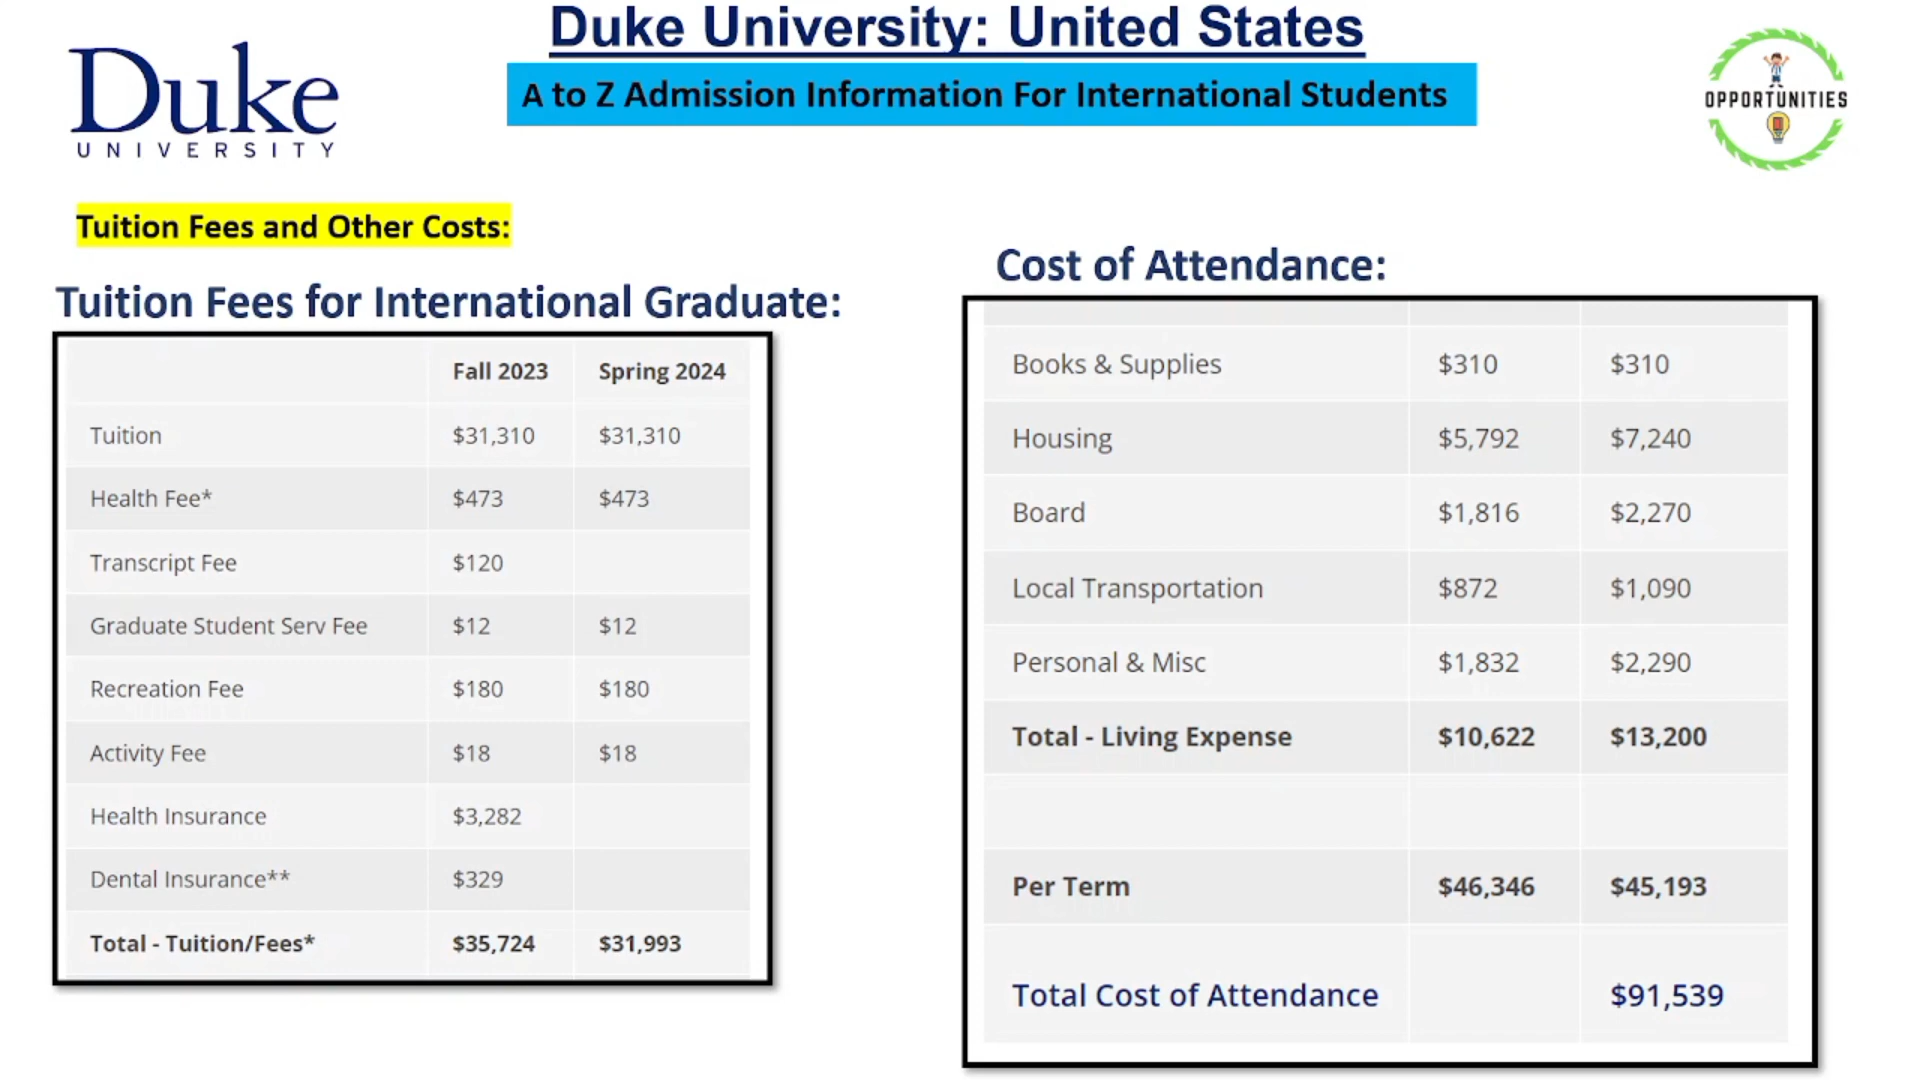 Duke University: United States
Duke
UNIVERSITY
A to Z Admission Information For International Students
OPPORTUNITIES
Tuition Fees and Other Costs:
Tuition Fees for International Graduate:
Fall 2023 Spring 2024
Tuition $31,310 $31,310
Health Fee* $473 $473
Transcript Fee $120
Graduate Student Serv Fee $12 $12
Recreation Fee $180 $180
Activity Fee $18 $18
Health Insurance $3,282
Dental Insurance** $329
Total - Tuition/Fees* $35,724 $31,993
Cost of Attendance:
Books & Supplies $310 $310
Housing $5,792 $7,240
Board $1,816 $2,270
Local Transportation $872 $1,090
Personal & Misc $1,832 $2,290
Total - Living Expense $10,622 $13,200
Per Term $46,346 $45,193
Total Cost of Attendance $91,539